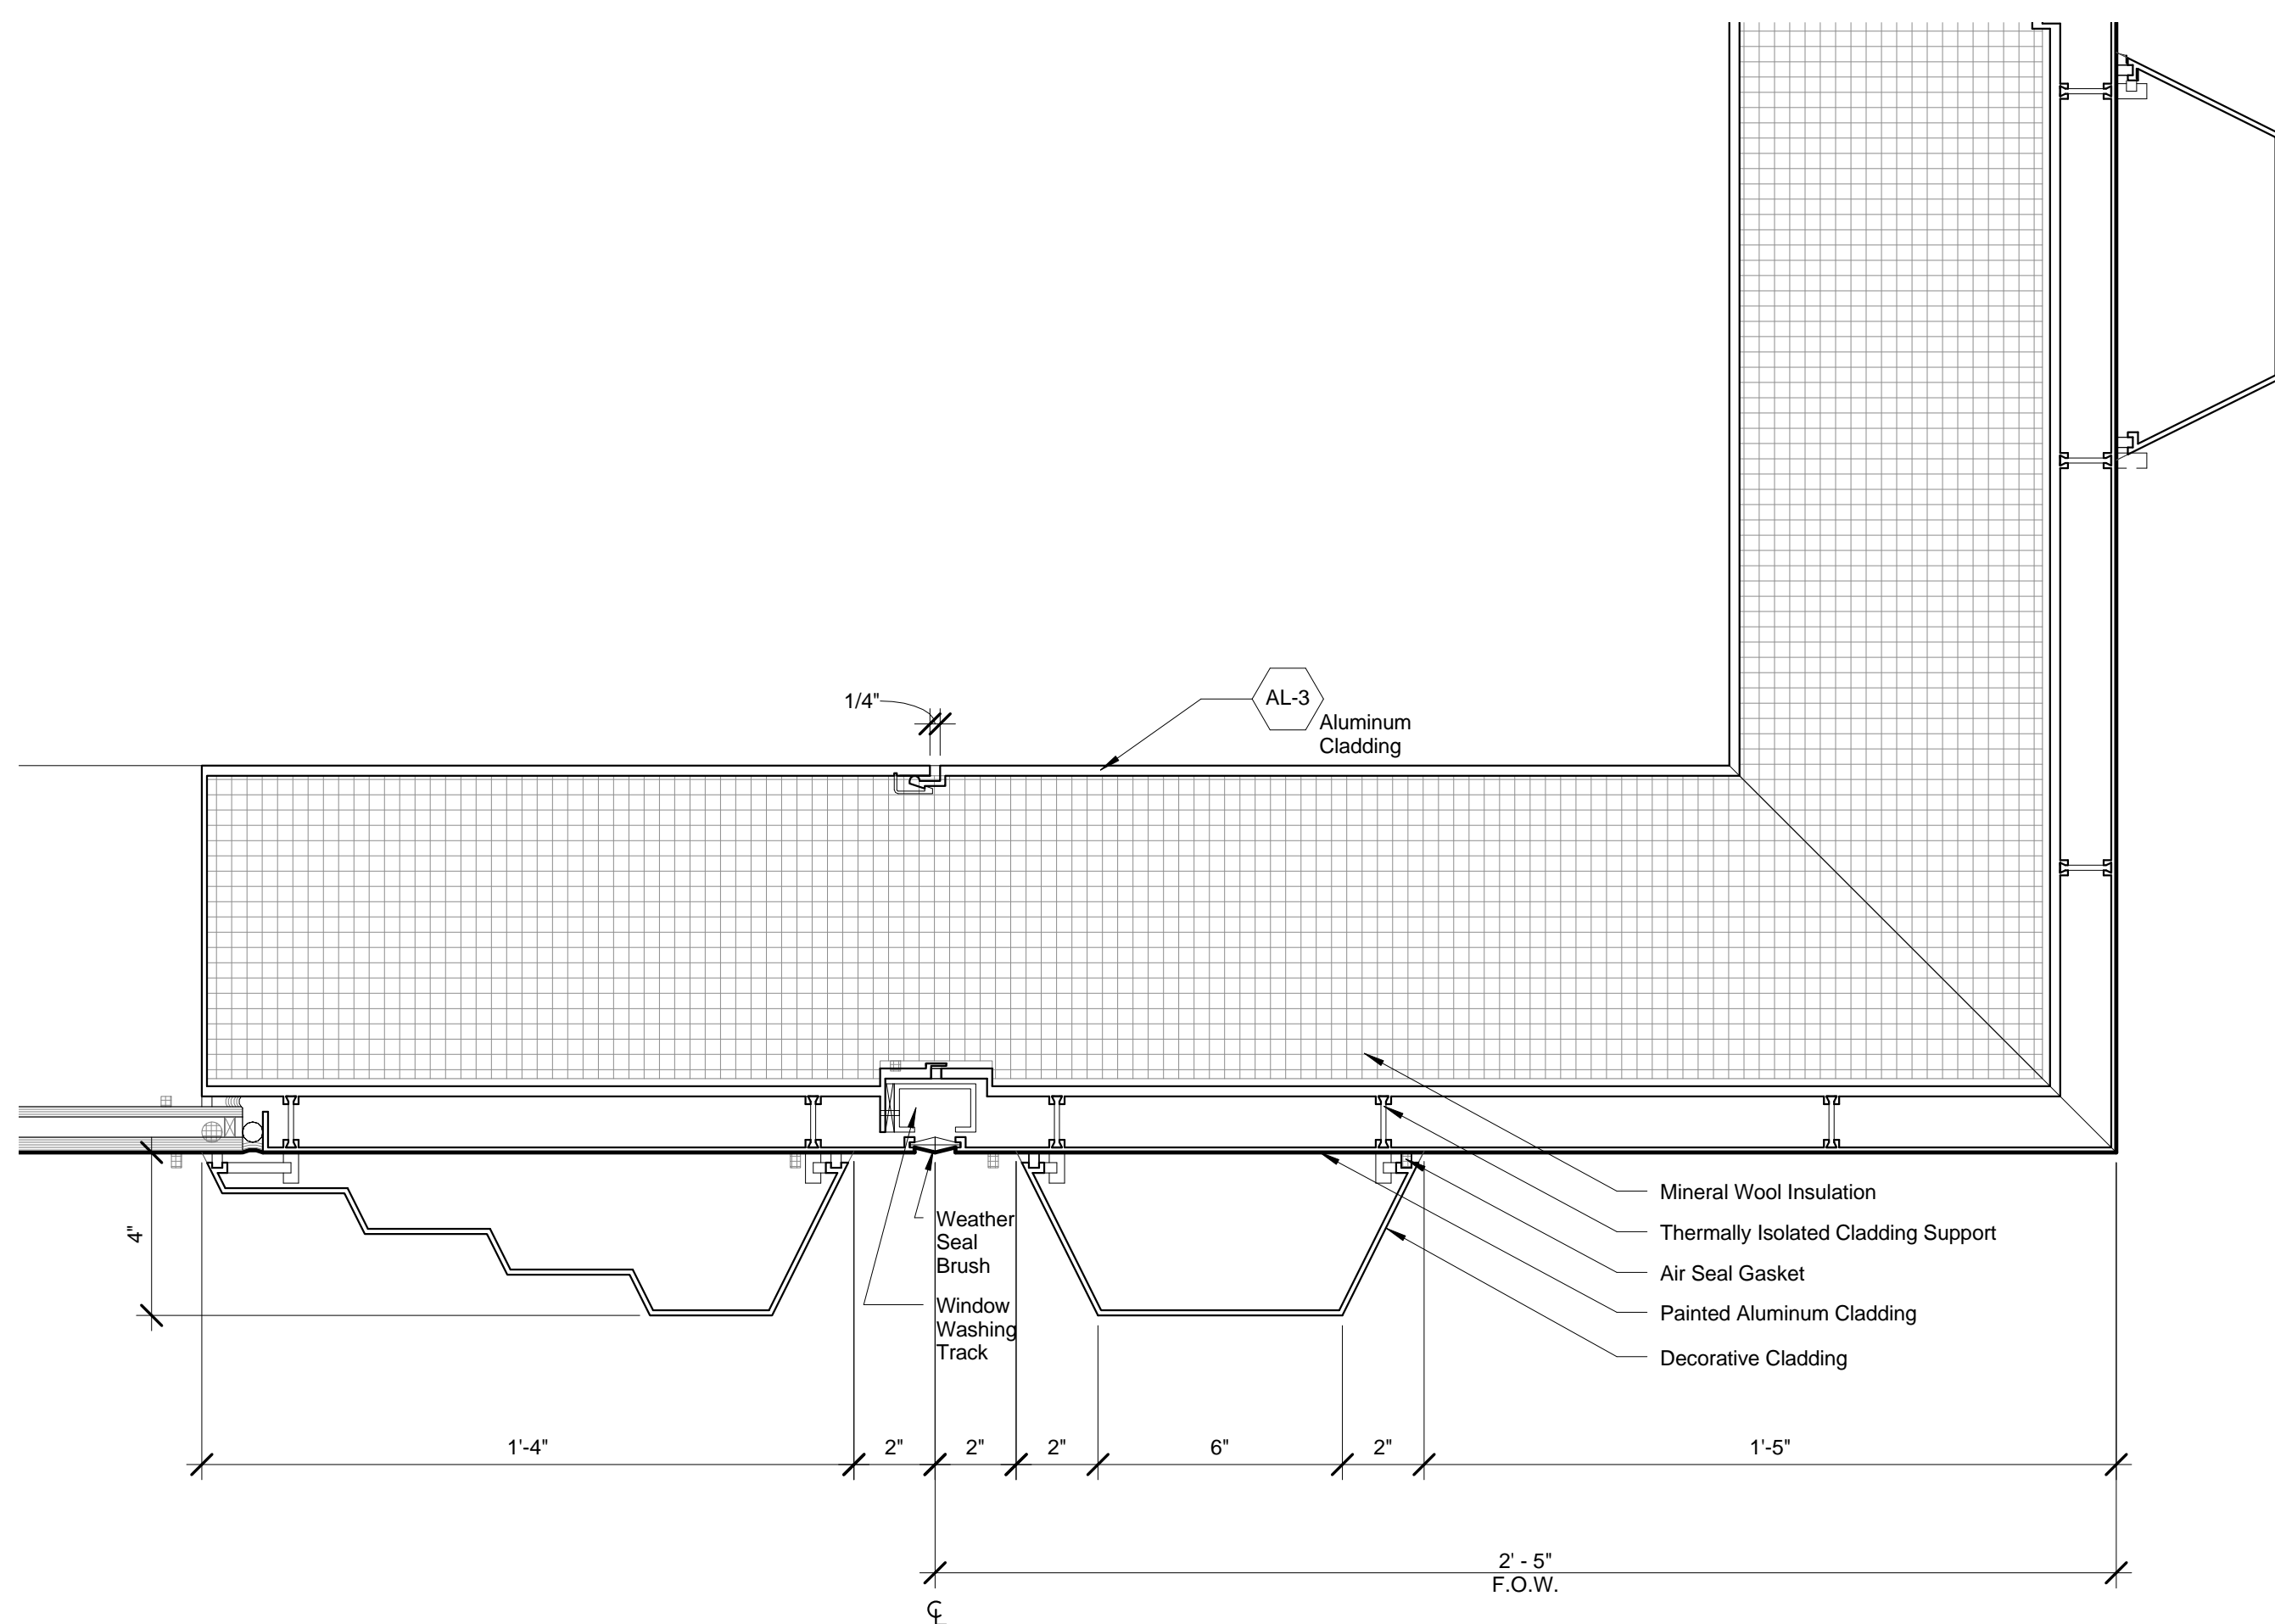 1/4"
AL-3
Aluminum
Cladding
4"
Weather
Seal
Brush
Window
Washing
Track
Mineral Wool Insulation
Thermally Isolated Cladding Support
Air Seal Gasket
Painted Aluminum Cladding
Decorative Cladding
1'-4"
2"
2"
2"
6"
2"
1'-5"
2' - 5"
F.O.W.
℄